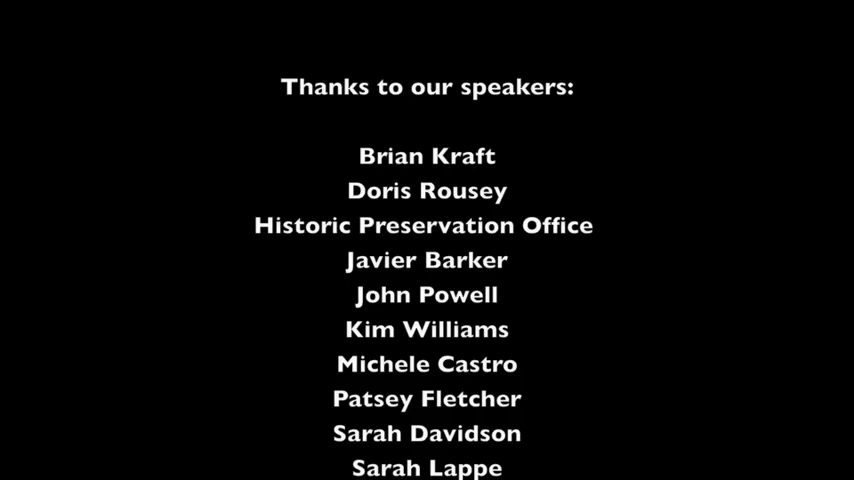 Thanks to our speakers:
Brian Kraft
Doris Rousey
Historic Preservation Office
Javier Barker
John Powell
Kim Williams
Michele Castro
Patsey Fletcher
Sarah Davidson
Sarah Lappe